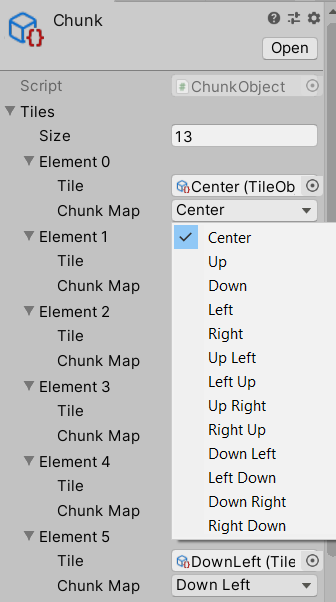 Chunk
Open
Script
# ChunkObject
Tiles
Size 13
Element 0
Tile Center (TileOb
Chunk Map Center
Element 1
Tile
Chunk Map
Element 2
Tile
Chunk Map
Element 3
Tile
Chunk Map
Element 4
Tile
Chunk Map
Element 5
Tile DownLeft (Tile
Chunk Map Down Left
Center
Up
Down
Left
Right
Up Left
Left Up
Up Right
Right Up
Down Left
Left Down
Down Right
Right Down